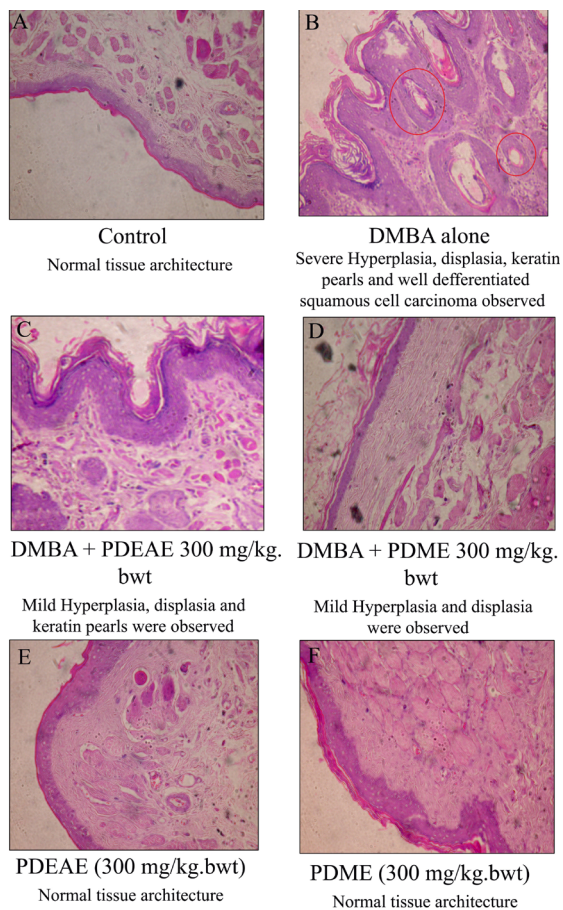 A
B
Control
Normal tissue architecture
DMBA alone
Severe Hyperplasia, displasia, keratin
pearls and well defferentiated
squamous cell carcinoma observed
C
D
DMBA + PDEAE 300 mg/kg.
bwt
Mild Hyperplasia, displasia and
keratin pearls were observed
DMBA + PDME 300 mg/kg.
bwt
Mild Hyperplasia and displasia
were observed
E
F
PDEAE (300 mg/kg.bwt)
Normal tissue architecture
PDME (300 mg/kg.bwt)
Normal tissue architecture